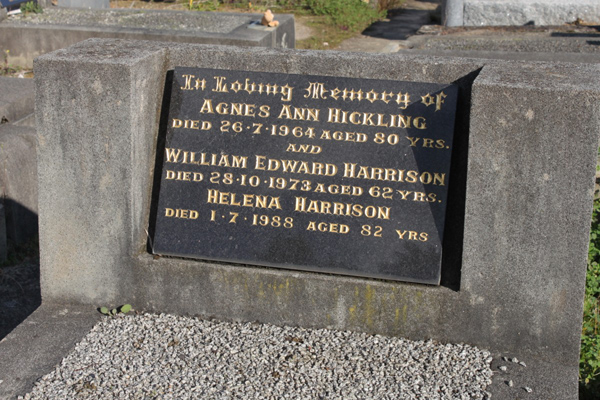 In Loving Memory of
AGNES ANN HICKLING
DIED 26·7·1964 AGED 80 YRS.
AND
WILLIAM EDWARD HARRISON
DIED 28·10·1973 AGED 62 YRS.
HELENA HARRISON
DIED 1·7·1988 AGED 82 YRS